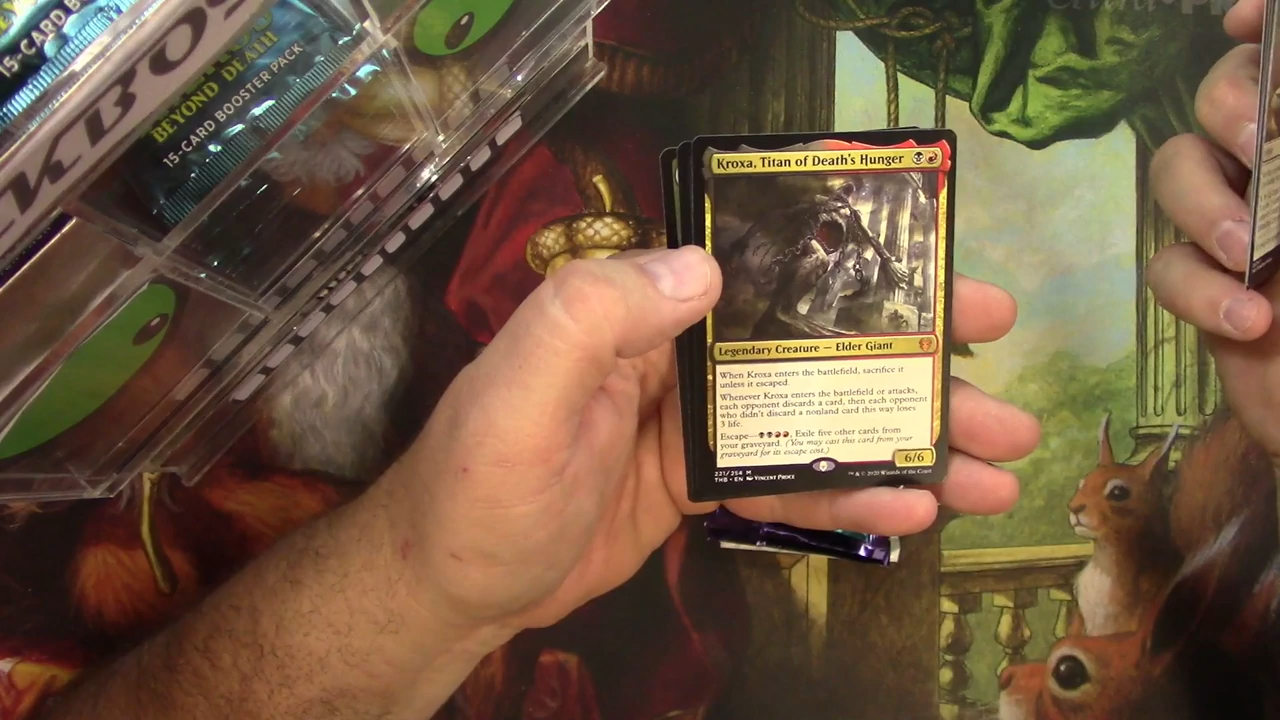 15-CARD BO
BEYOND DEATH
15-CARD BOOSTER PACK
CKBOS
Kroxa, Titan of Death's Hunger
Legendary Creature — Elder Giant
When Kroxa enters the battlefield, sacrifice it
unless it escaped.
Whenever Kroxa enters the battlefield or attacks,
each opponent discards a card, then each opponent
who didn't discard a nonland card this way loses
3 life.
Escape—, Exile five other cards from
your graveyard. (You may cast this card from your
graveyard for its escape cost.)
6/6
221/254 M
THB • EN VINCENT PROCE
™ & © 2020 Wizards of the Coast